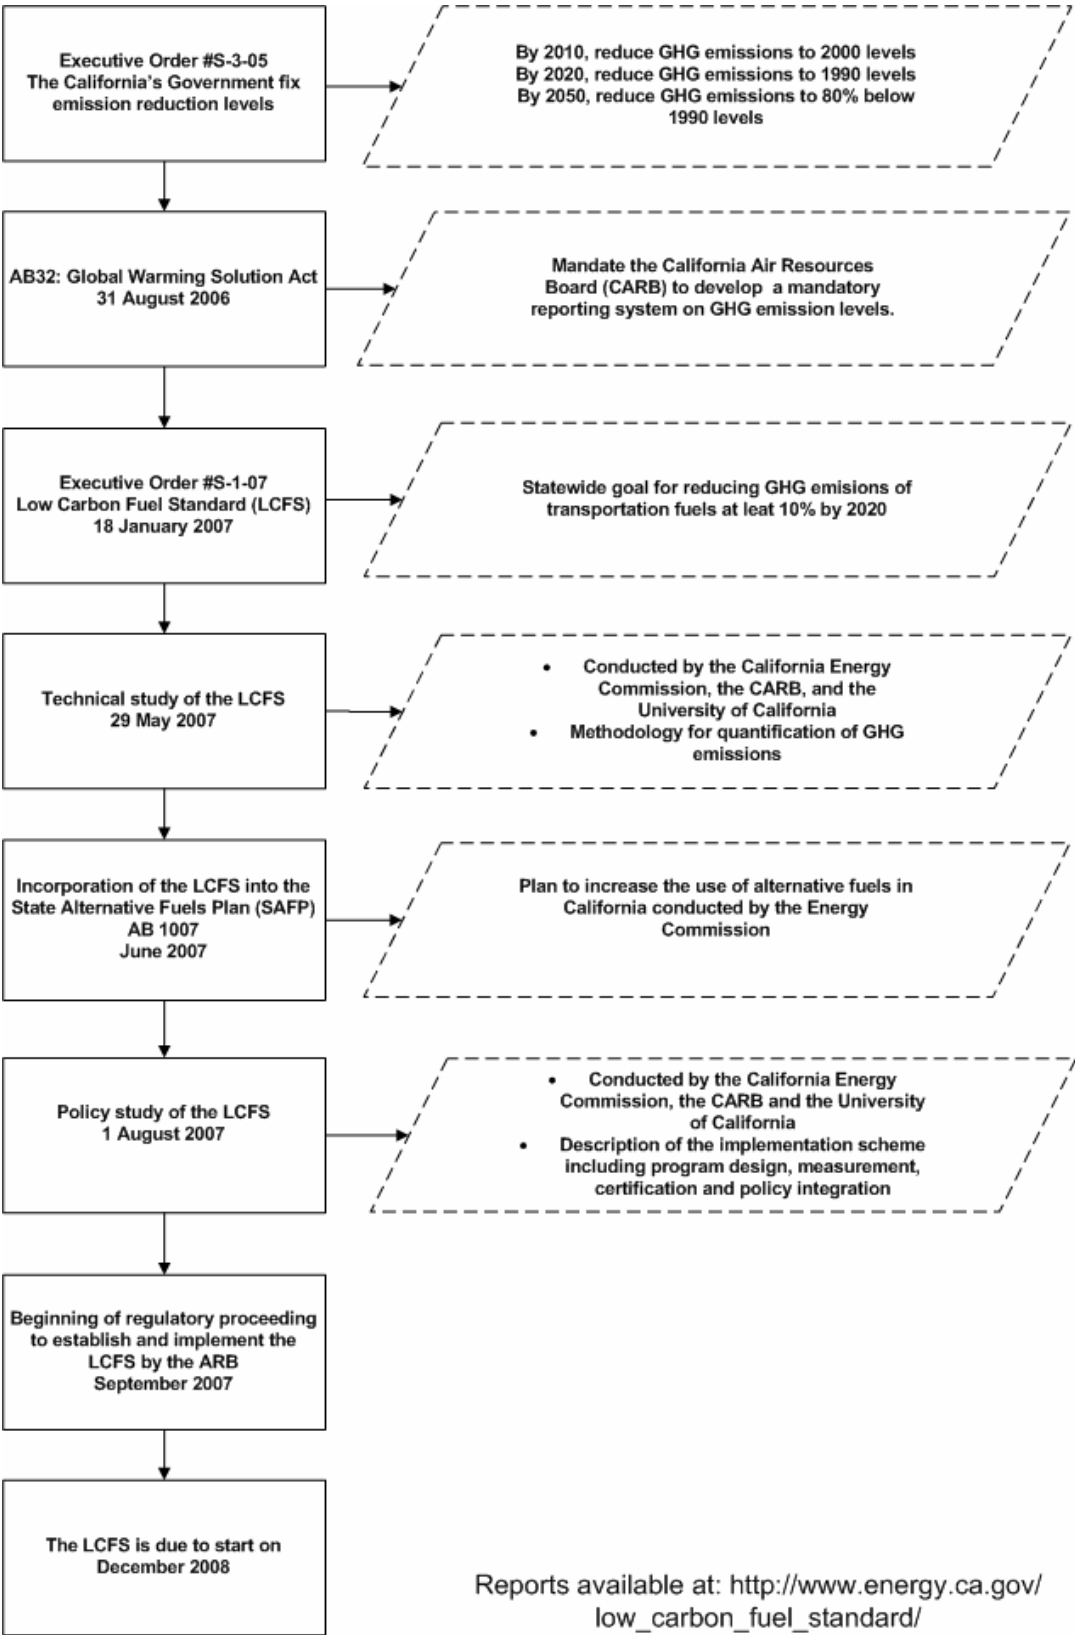 Executive Order #S-3-05
The California's Government fix
emission reduction levels
By 2010, reduce GHG emissions to 2000 levels
By 2020, reduce GHG emissions to 1990 levels
By 2050, reduce GHG emissions to 80% below
1990 levels
AB32: Global Warming Solution Act
31 August 2006
Mandate the California Air Resources
Board (CARB) to develop a mandatory
reporting system on GHG emission levels.
Executive Order #S-1-07
Low Carbon Fuel Standard (LCFS)
18 January 2007
Statewide goal for reducing GHG emisions of
transportation fuels at leat 10% by 2020
Technical study of the LCFS
29 May 2007
• Conducted by the California Energy
Commission, the CARB, and the
University of California
• Methodology for quantification of GHG
emissions
Incorporation of the LCFS into the
State Alternative Fuels Plan (SAFP)
AB 1007
June 2007
Plan to increase the use of alternative fuels in
California conducted by the Energy
Commission
Policy study of the LCFS
1 August 2007
• Conducted by the California Energy
Commission, the CARB and the University
of California
• Description of the implementation scheme
including program design, measurement,
certification and policy integration
Beginning of regulatory proceeding
to establish and implement the
LCFS by the ARB
September 2007
The LCFS is due to start on
December 2008
Reports available at: http://www.energy.ca.gov/
low_carbon_fuel_standard/